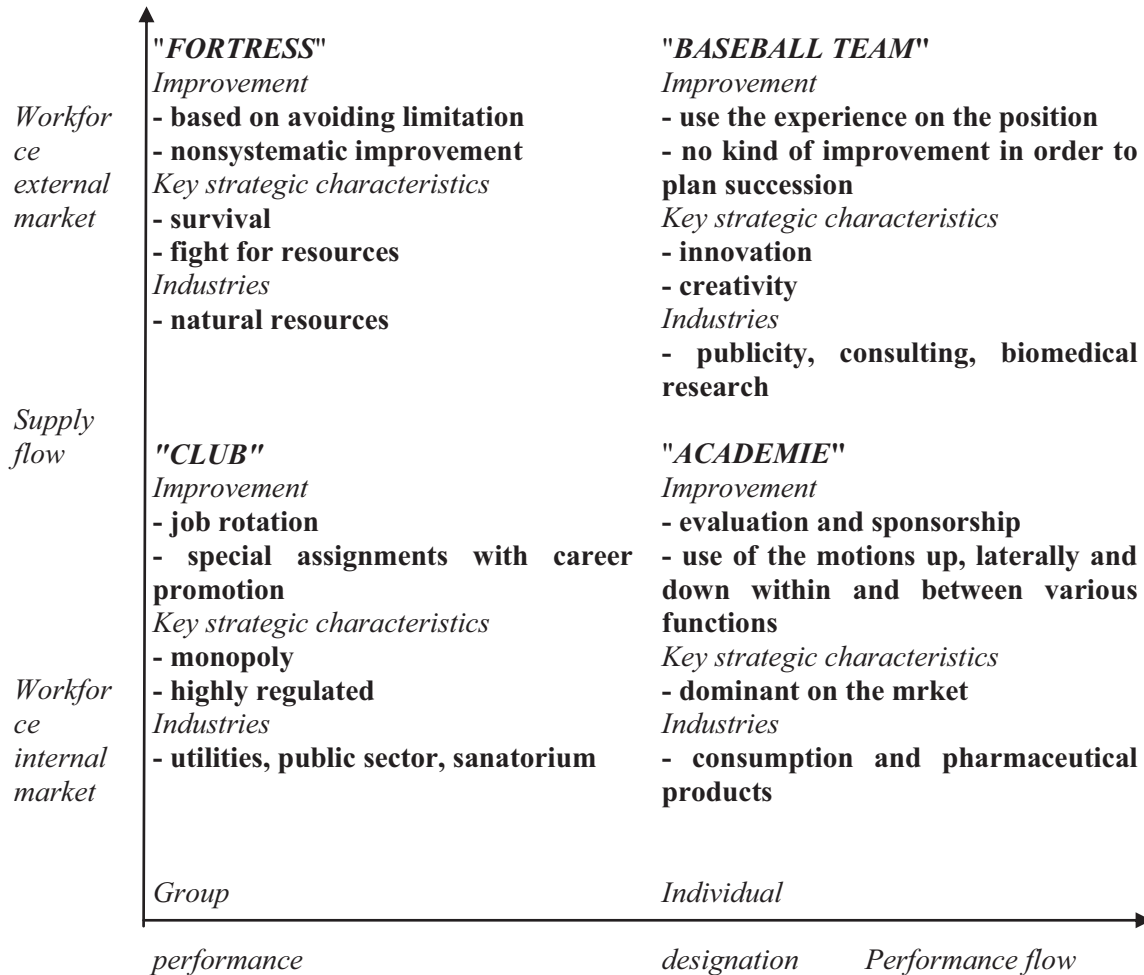 "FORTRESS"
Improvement
- based on avoiding limitation
- nonsystematic improvement
Key strategic characteristics
- survival
- fight for resources
Industries
- natural resources
"BASEBALL TEAM"
Improvement
- use the experience on the position
- no kind of improvement in order to
plan succession
Key strategic characteristics
- innovation
- creativity
Industries
- publicity, consulting, biomedical
research
Workfor
ce
external
market
Supply
flow
"CLUB"
Improvement
- job rotation
- special assignments with career
promotion
Key strategic characteristics
- monopoly
- highly regulated
Industries
- utilities, public sector, sanatorium
"ACADEMIE"
Improvement
- evaluation and sponsorship
- use of the motions up, laterally and
down within and between various
functions
Key strategic characteristics
- dominant on the mrket
Industries
- consumption and pharmaceutical
products
Workfor
ce
internal
market
Group
Individual
performance
designation
Performance flow